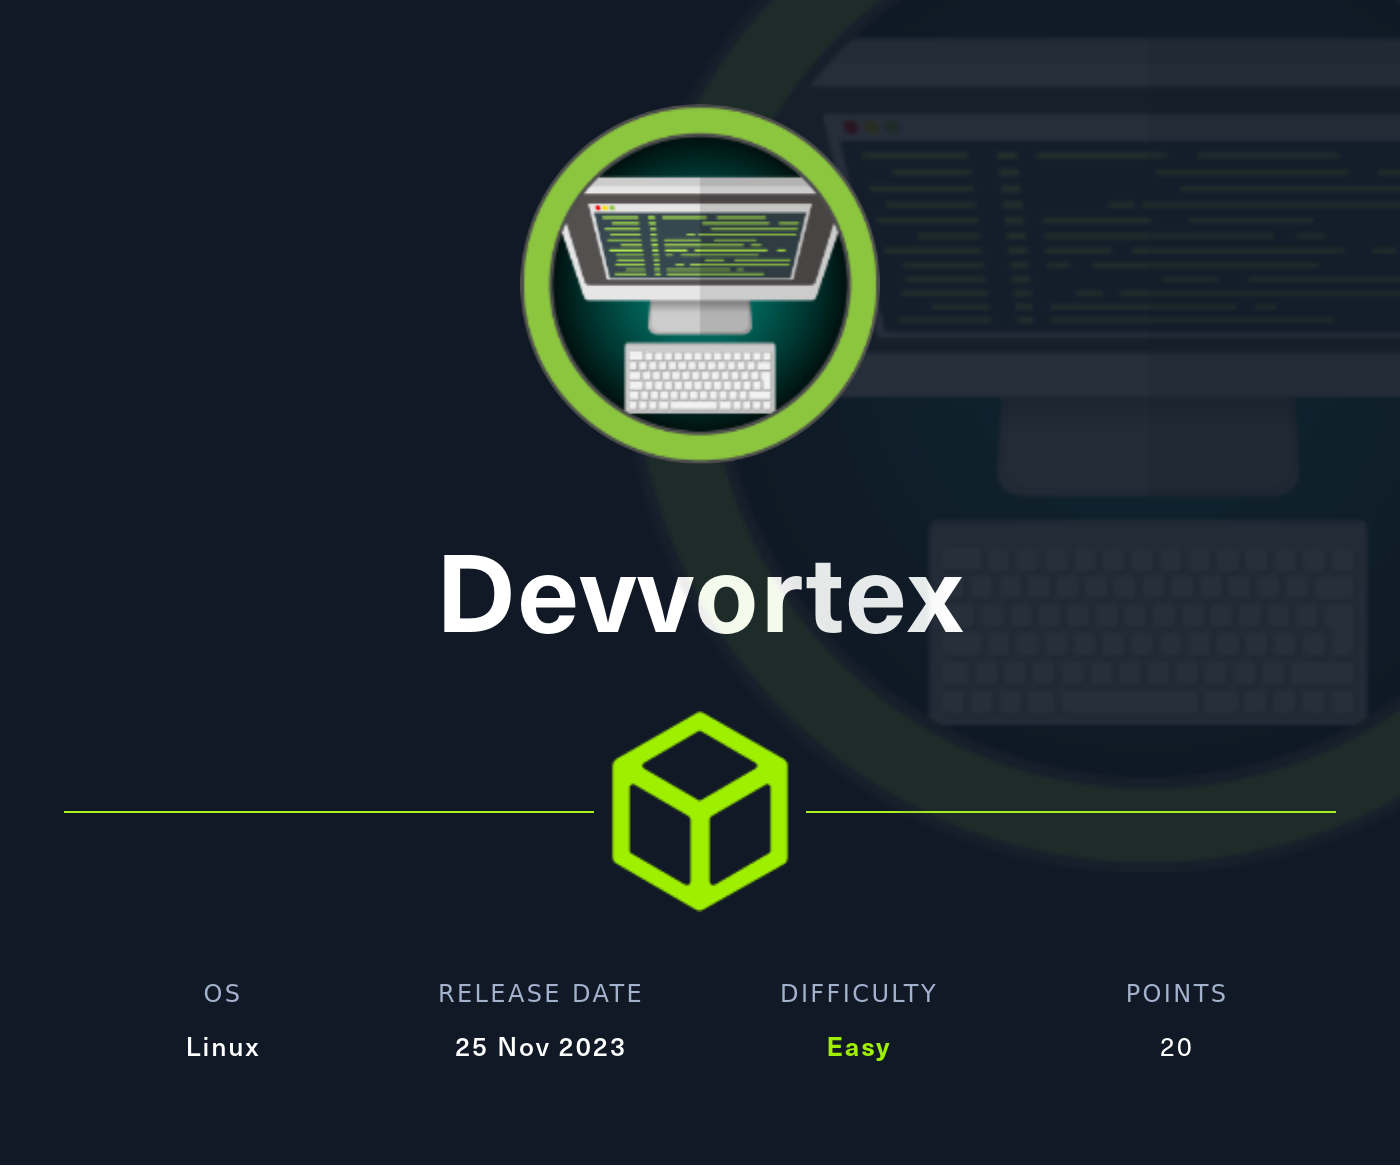 Devvortex
OS
RELEASE DATE
DIFFICULTY
POINTS
Linux
25 Nov 2023
Easy
20